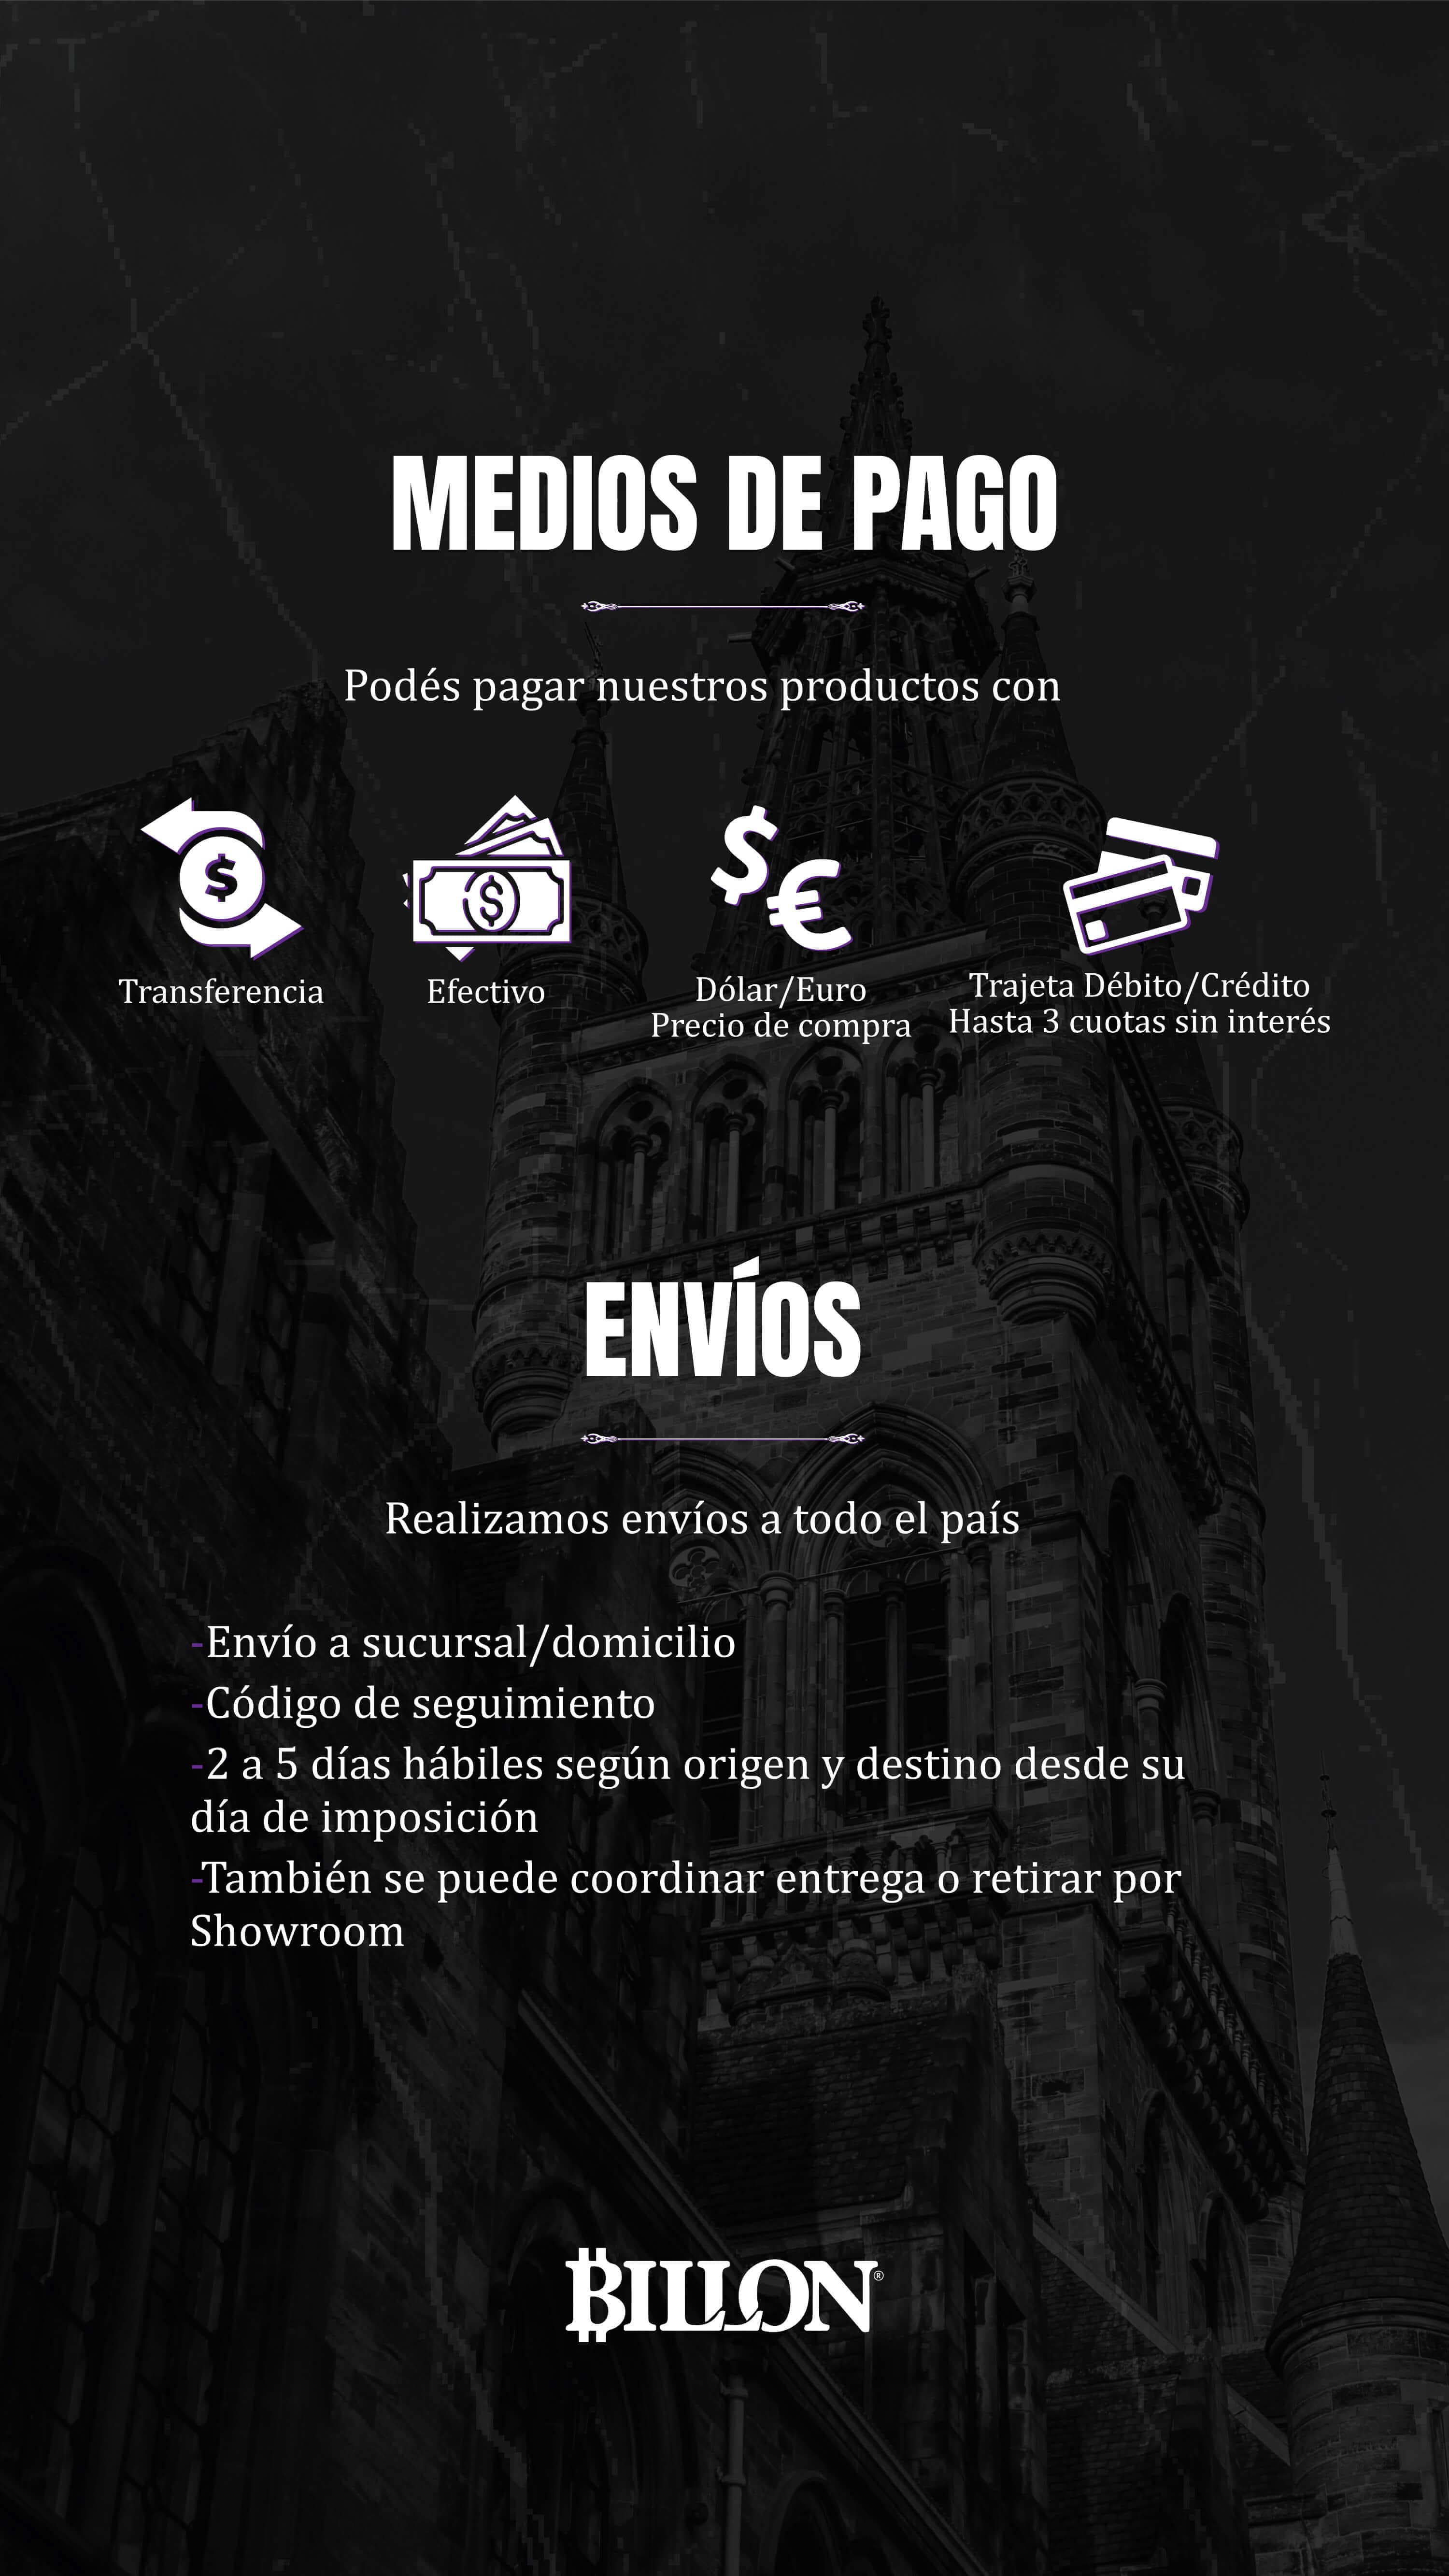 MEDIOS DE PAGO
Podés pagar nuestros productos con
Transferencia
Efectivo
Dólar/Euro
Precio de compra
Trajeta Débito/Crédito
Hasta 3 cuotas sin interés
ENVÍOS
Realizamos envíos a todo el país
-Envío a sucursal/domicilio
-Código de seguimiento
-2 a 5 días hábiles según origen y destino desde su
día de imposición
-También se puede coordinar entrega o retirar por
Showroom
BILLON®